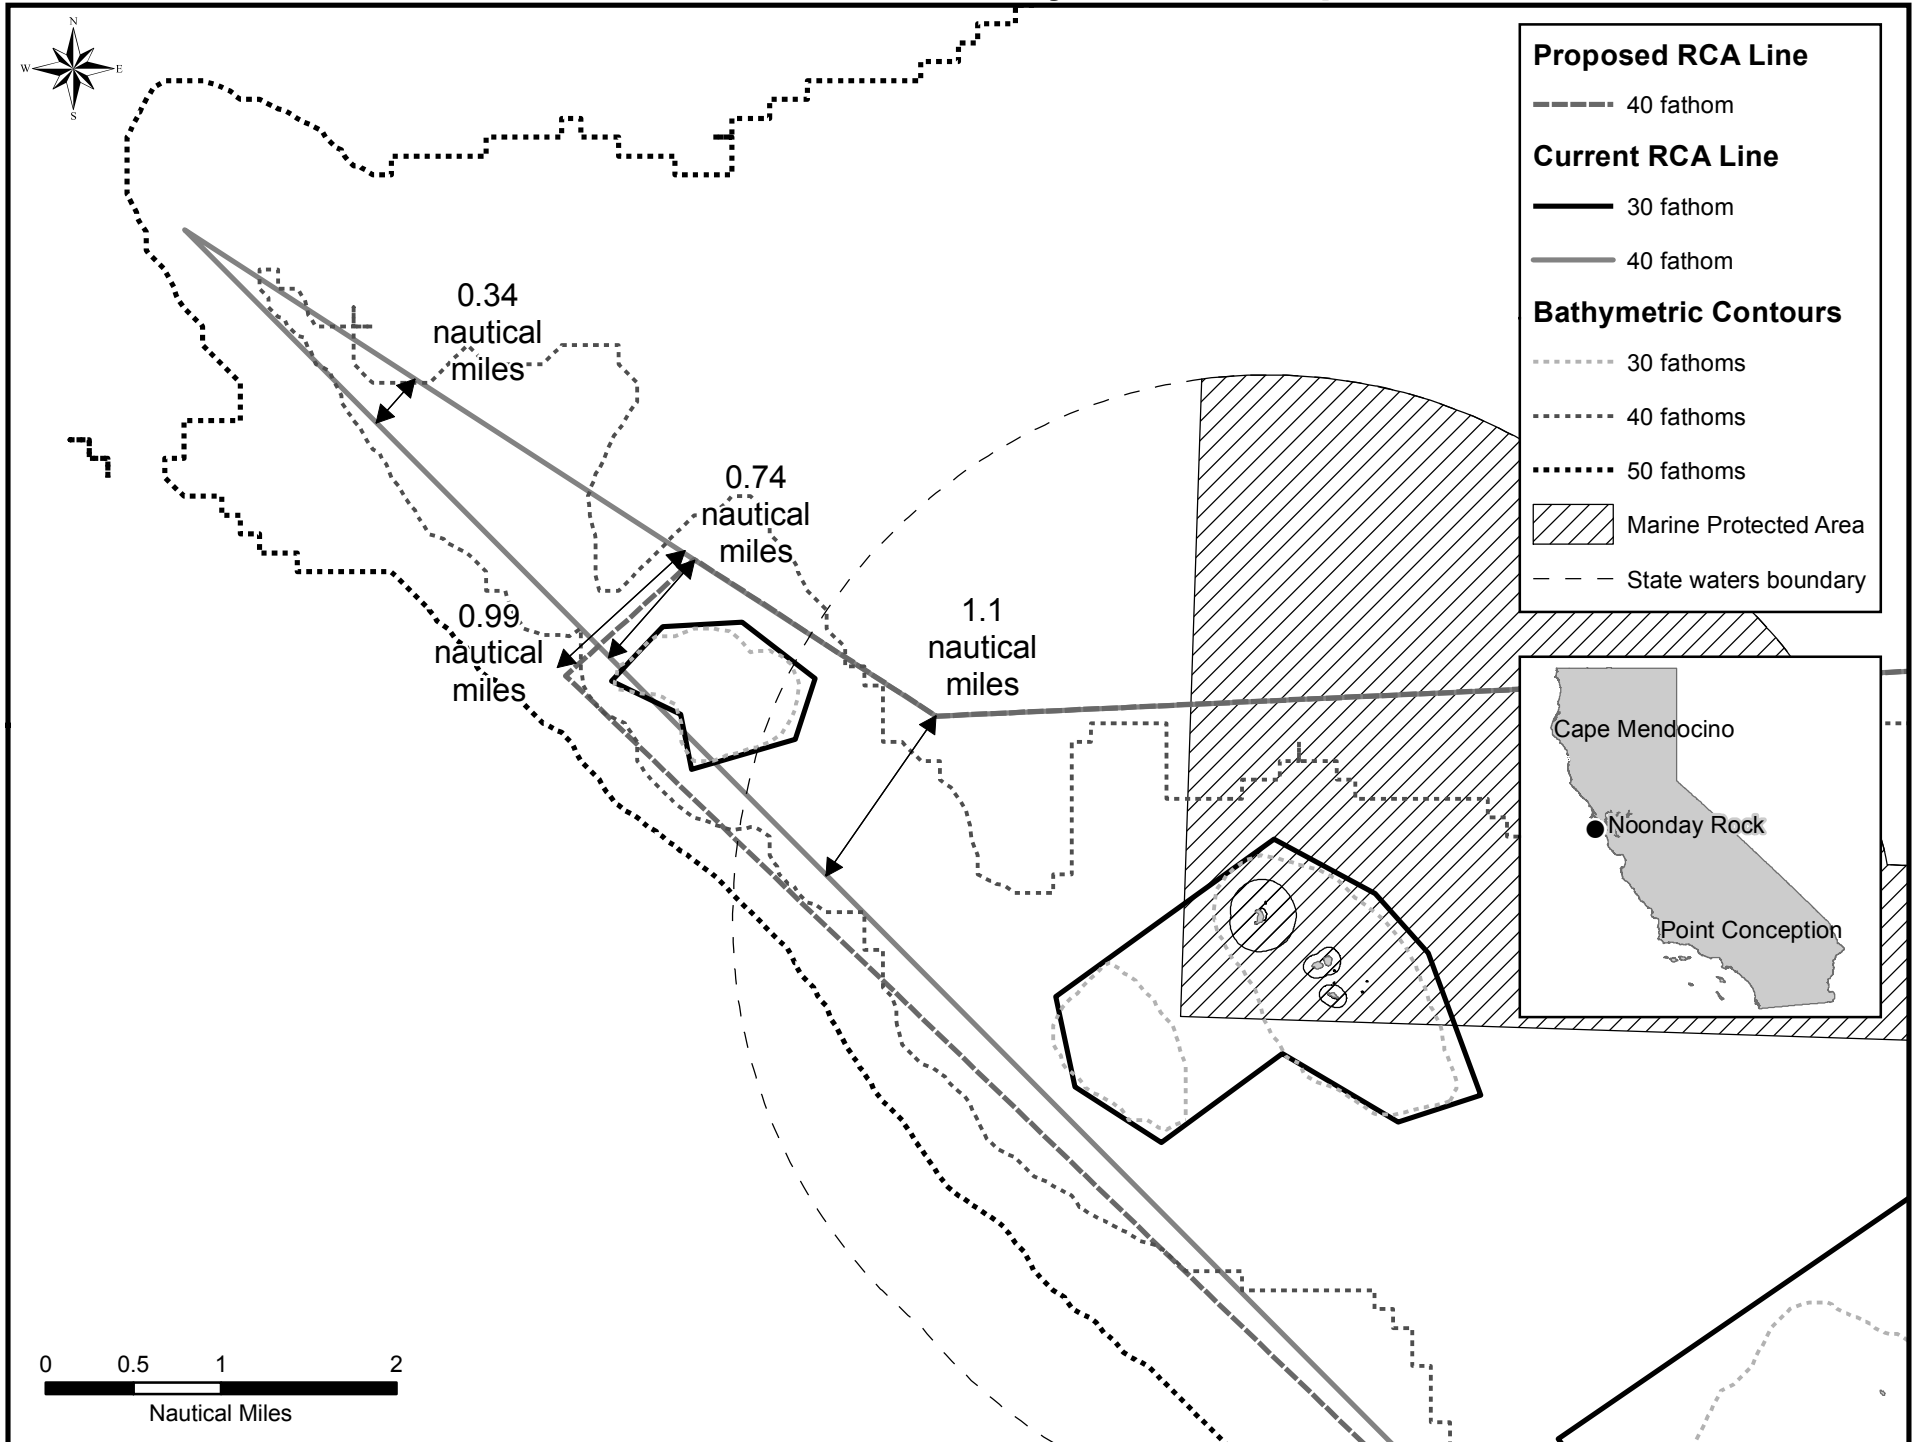 N
W
E
S
0.34
nautical
miles
0.74
nautical
miles
0.99
nautical
miles
1.1
nautical
miles
Proposed RCA Line
40 fathom
Current RCA Line
30 fathom
40 fathom
Bathymetric Contours
30 fathoms
40 fathoms
50 fathoms
Marine Protected Area
State waters boundary
Cape Mendocino
Noonday Rock
Point Conception
0 0.5 1 2
Nautical Miles